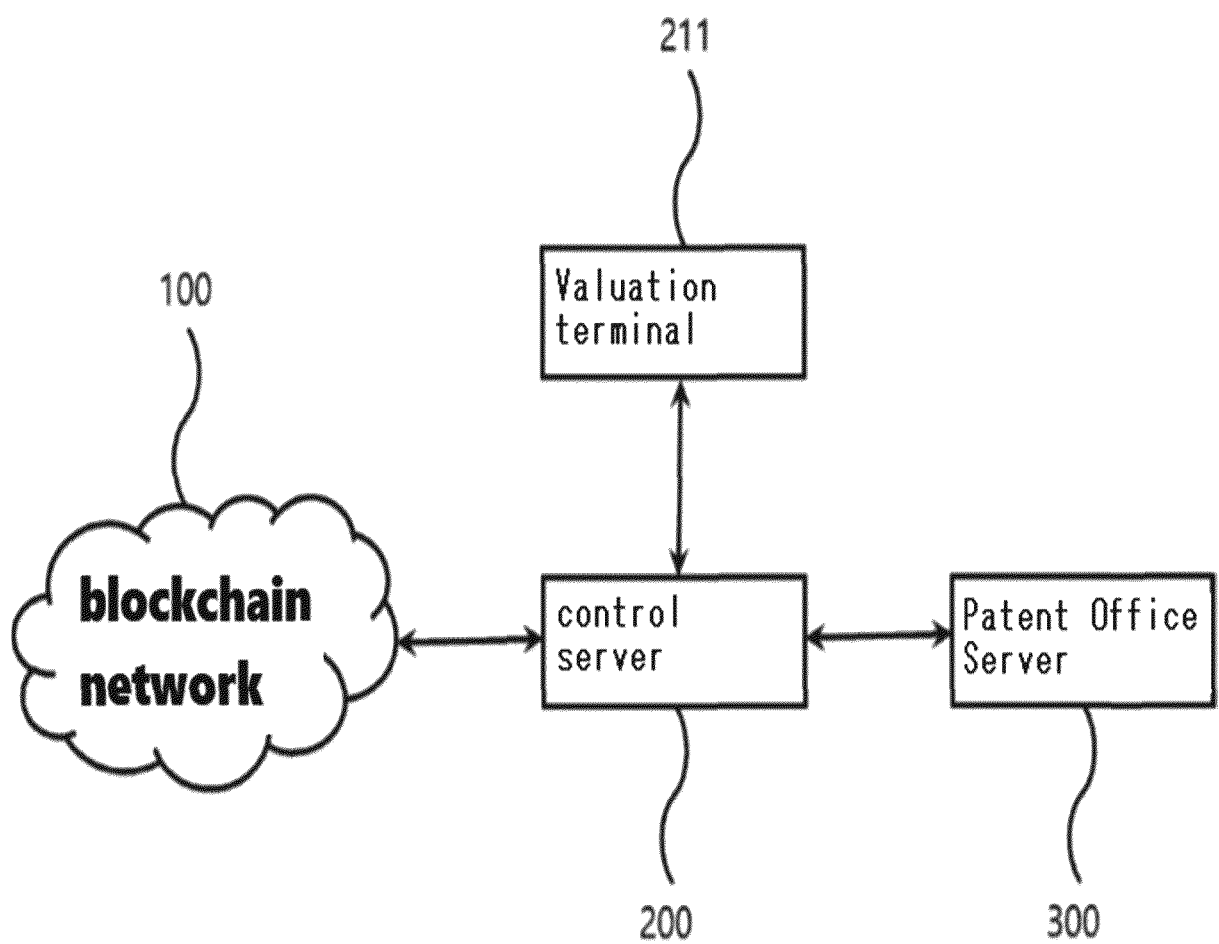 211
Valuation
terminal
100
blockchain
network
control
server
Patent Office
Server
200
300